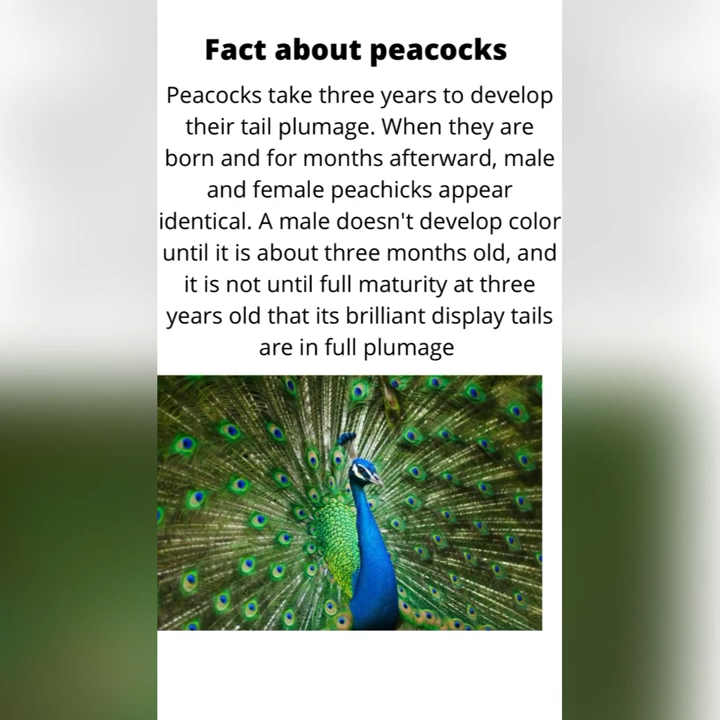 Fact about peacocks
Peacocks take three years to develop
their tail plumage. When they are
born and for months afterward, male
and female peachicks appear
identical. A male doesn't develop color
until it is about three months old, and
it is not until full maturity at three
years old that its brilliant display tails
are in full plumage